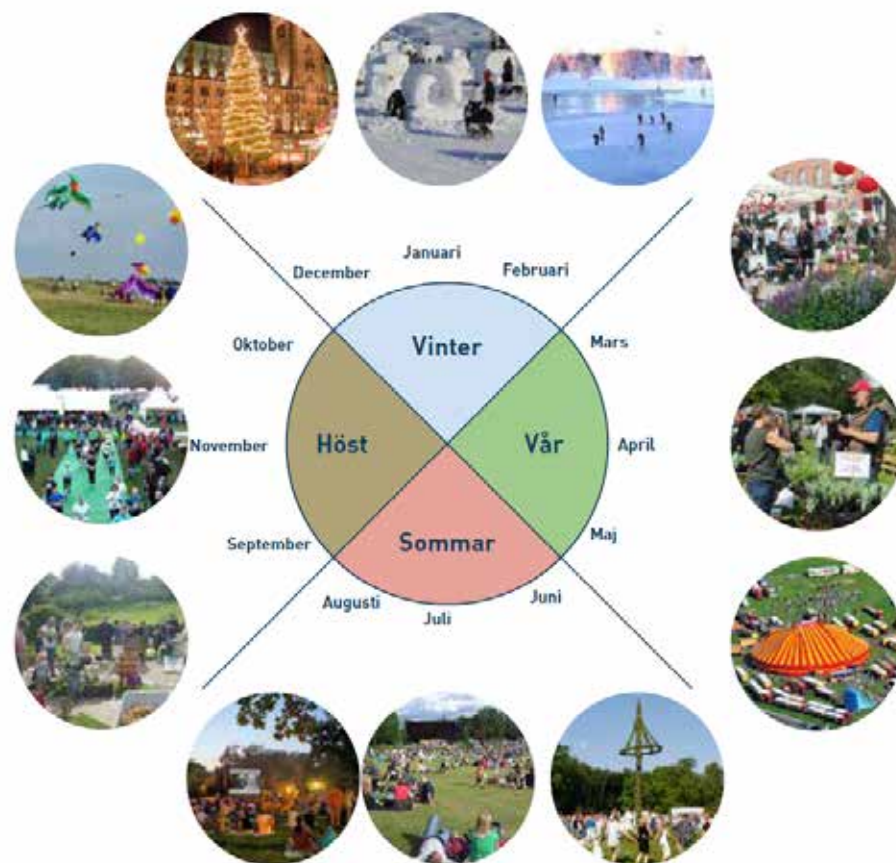 Januari
December
Februari
Oktober
Vinter
Mars
November
Höst
Vår
April
September
Sommar
Maj
Augusti
Juli
Juni